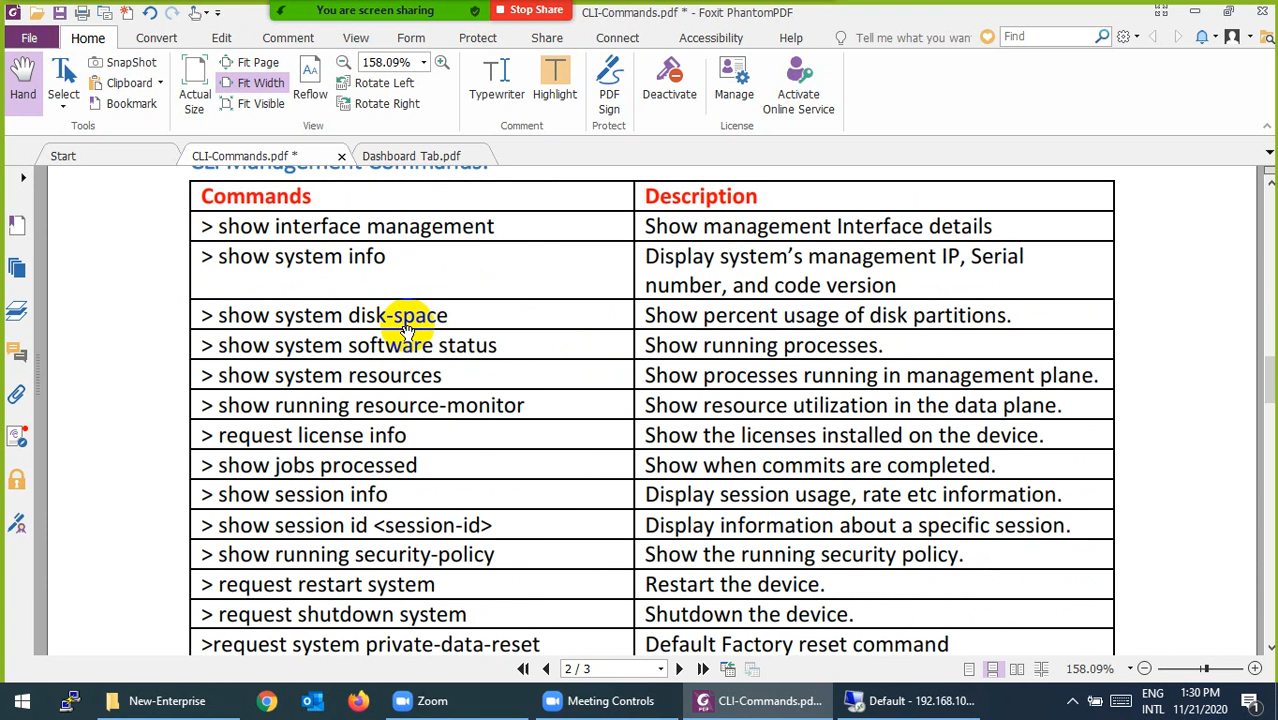 You are screen sharing
Stop Share
CLI-Commands.pdf * - Foxit PhantomPDF
File Home Convert Edit Comment View Form Protect Share Connect Accessibility Help Tell me what you wan Find
Hand
Select
SnapShot
Clipboard
Bookmark
Tools
Actual Size
Fit Page
Fit Width
Fit Visible
Reflow
158.09%
Rotate Left
Rotate Right
View
Typewriter
Highlight
Comment
PDF Sign
Protect
Deactivate
Manage
Activate Online Service
License
Start CLI-Commands.pdf * Dashboard Tab.pdf
CLI Management Commands:
Commands Description
> show interface management Show management Interface details
> show system info Display system’s management IP, Serial
number, and code version
> show system disk-space Show percent usage of disk partitions.
> show system software status Show running processes.
> show system resources Show processes running in management plane.
> show running resource-monitor Show resource utilization in the data plane.
> request license info Show the licenses installed on the device.
> show jobs processed Show when commits are completed.
> show session info Display session usage, rate etc information.
> show session id <session-id> Display information about a specific session.
> show running security-policy Show the running security policy.
> request restart system Restart the device.
> request shutdown system Shutdown the device.
>request system private-data-reset Default Factory reset command
2 / 3 158.09%
New-Enterprise Zoom Meeting Controls CLI-Commands.pd... Default - 192.168.10...
ENG INTL
1:30 PM
11/21/2020
1